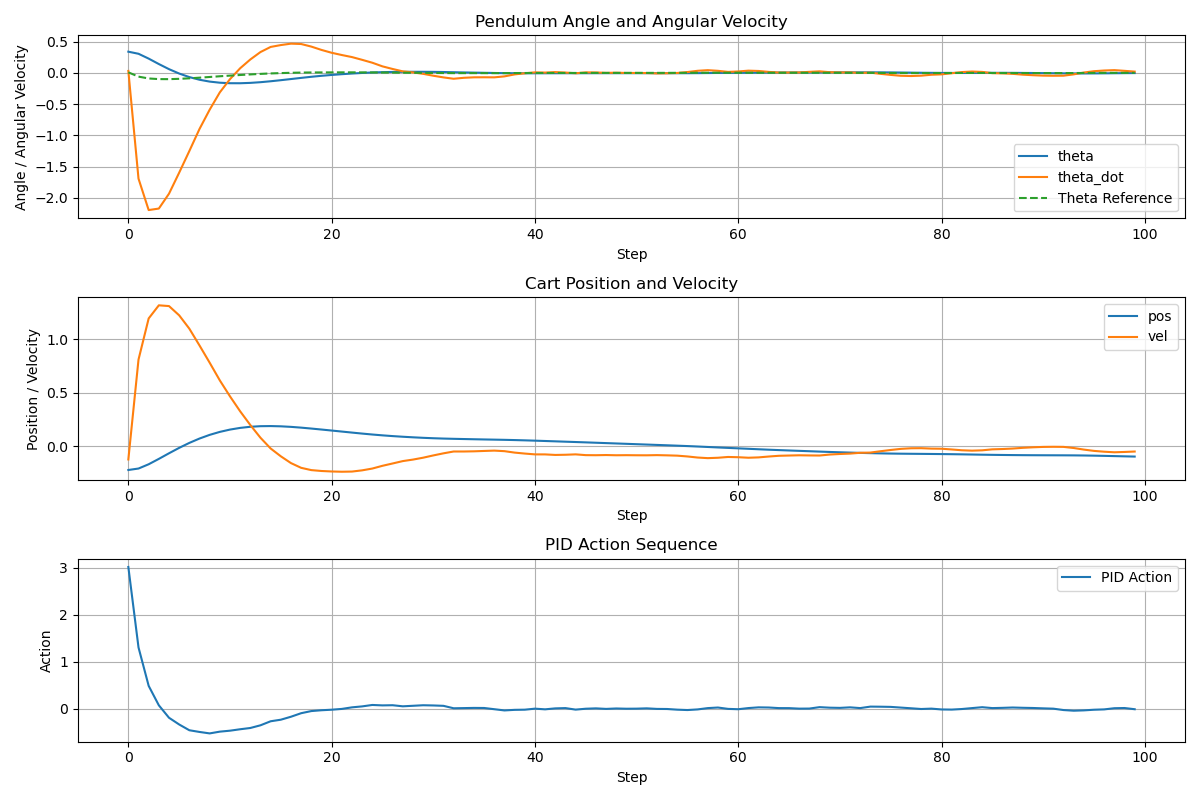 Pendulum Angle and Angular Velocity
Angle / Angular Velocity
0.5
0.0
−0.5
−1.0
−1.5
−2.0
theta
theta_dot
Theta Reference
0 20 40 60 80 100
Step
Cart Position and Velocity
Position / Velocity
1.0
0.5
0.0
pos
vel
0 20 40 60 80 100
Step
PID Action Sequence
Action
3
2
1
0
PID Action
0 20 40 60 80 100
Step